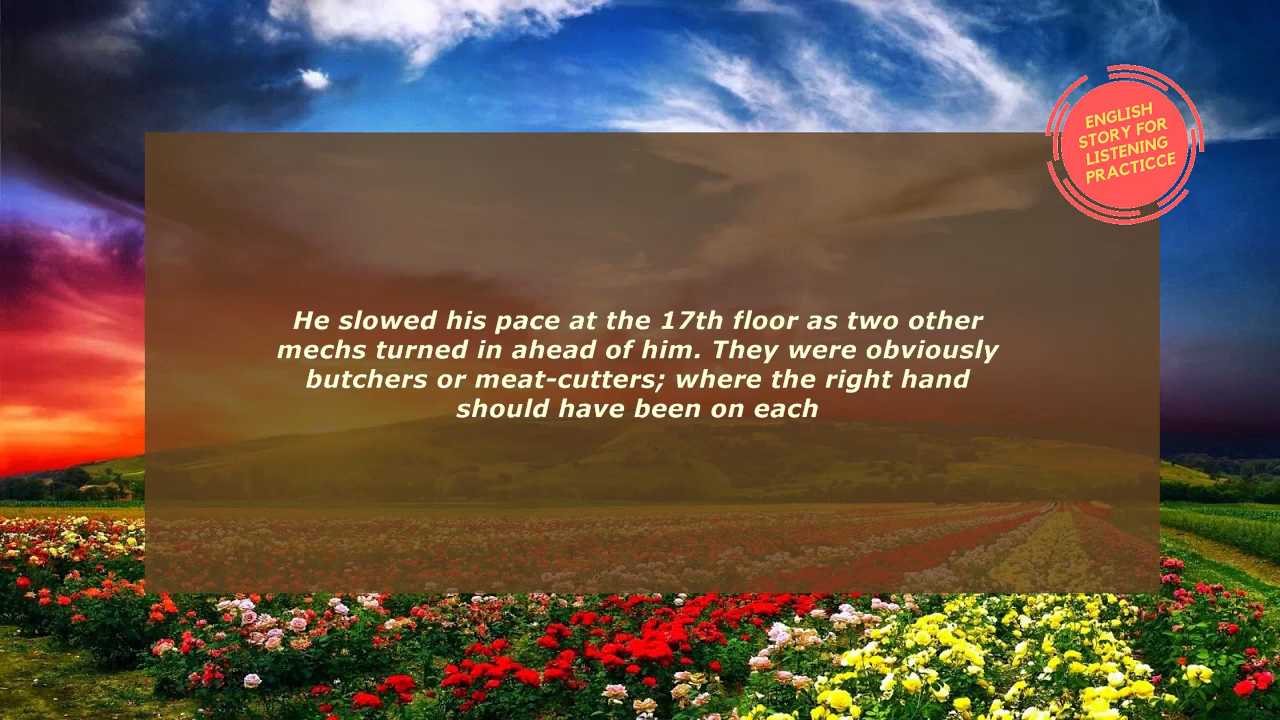 ENGLISH
STORY FOR
LISTENING
PRACTICCE
He slowed his pace at the 17th floor as two other
mechs turned in ahead of him. They were obviously
butchers or meat-cutters; where the right hand
should have been on each